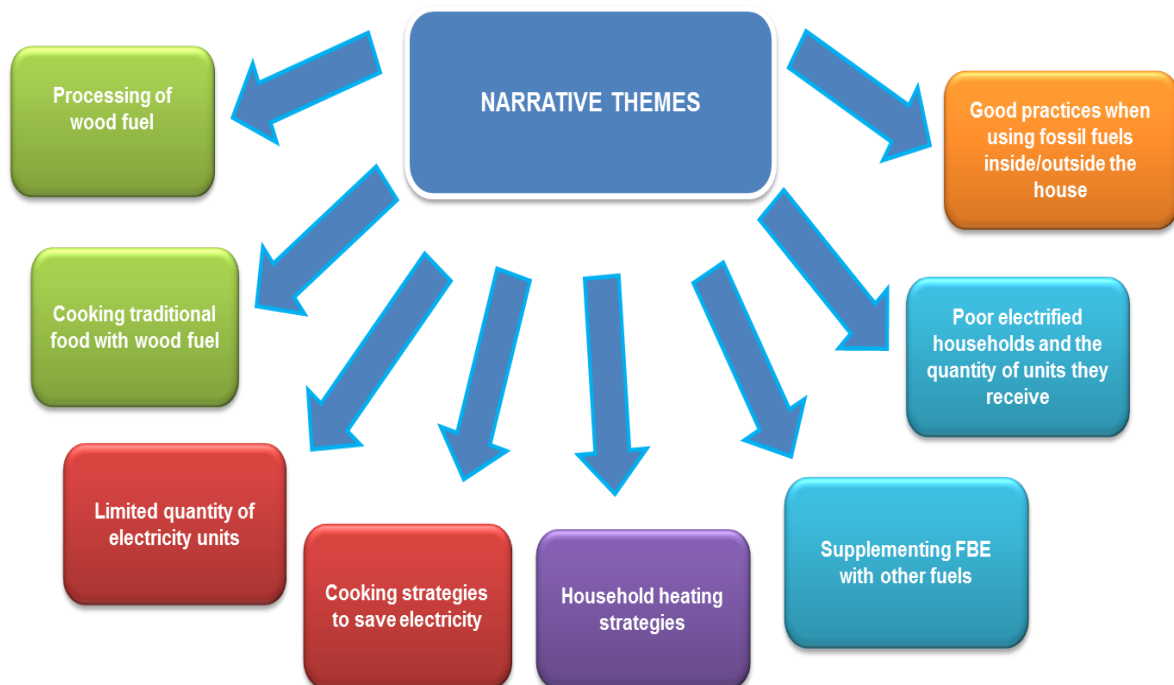 NARRATIVE THEMES
Processing of
wood fuel
Cooking traditional
food with wood fuel
Limited quantity of
electricity units
Cooking strategies
to save electricity
Household heating
strategies
Supplementing FBE
with other fuels
Poor electrified
households and the
quantity of units they
receive
Good practices when
using fossil fuels
inside/outside the
house